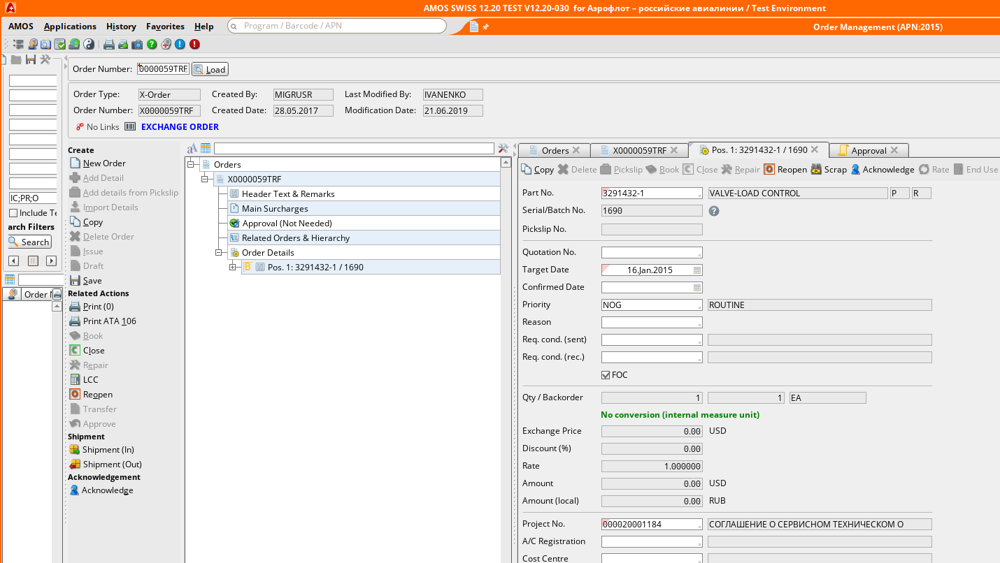 AMOS SWISS 12.20 TEST V12.20-030 for Аэрофлот – российские авиалинии / Test Environment
AMOS Applications History Favorites Help Program / Barcode / APN
Order Management (APN:2015)
Order Number: 0000059TRF Load
Order Type: X-Order Created By: MIGRUSR Last Modified By: IVANENKO
Order Number: X0000059TRF Created Date: 28.05.2017 Modification Date: 21.06.2019
No Links EXCHANGE ORDER
IC;PR;O
Include Te
arch Filters
Search
Order N
Create
New Order
Add Detail
Add details from Pickslip
Import Details
Copy
Delete Order
Issue
Draft
Save
Related Actions
Print (0)
Print ATA 106
Book
Close
Repair
LCC
Reopen
Transfer
Approve
Shipment
Shipment (In)
Shipment (Out)
Acknowledgement
Acknowledge
Orders
X0000059TRF
Header Text & Remarks
Main Surcharges
Approval (Not Needed)
Related Orders & Hierarchy
Order Details
Pos. 1: 3291432-1 / 1690
Orders X0000059TRF Pos. 1: 3291432-1 / 1690 Approval
Copy Delete Pickslip Book Close Repair Reopen Scrap Acknowledge Rate End Use
Part No. 3291432-1 VALVE-LOAD CONTROL P R
Serial/Batch No. 1690
Pickslip No.
Quotation No.
Target Date 16.Jan.2015
Confirmed Date
Priority NOG ROUTINE
Reason
Req. cond. (sent)
Req. cond. (rec.)
FOC
Qty / Backorder 1 1 EA
No conversion (internal measure unit)
Exchange Price 0.00 USD
Discount (%) 0.00
Rate 1.000000
Amount 0.00 USD
Amount (local) 0.00 RUB
Project No. 000020001184 СОГЛАШЕНИЕ О СЕРВИСНОМ ТЕХНИЧЕСКОМ О
A/C Registration
Cost Centre